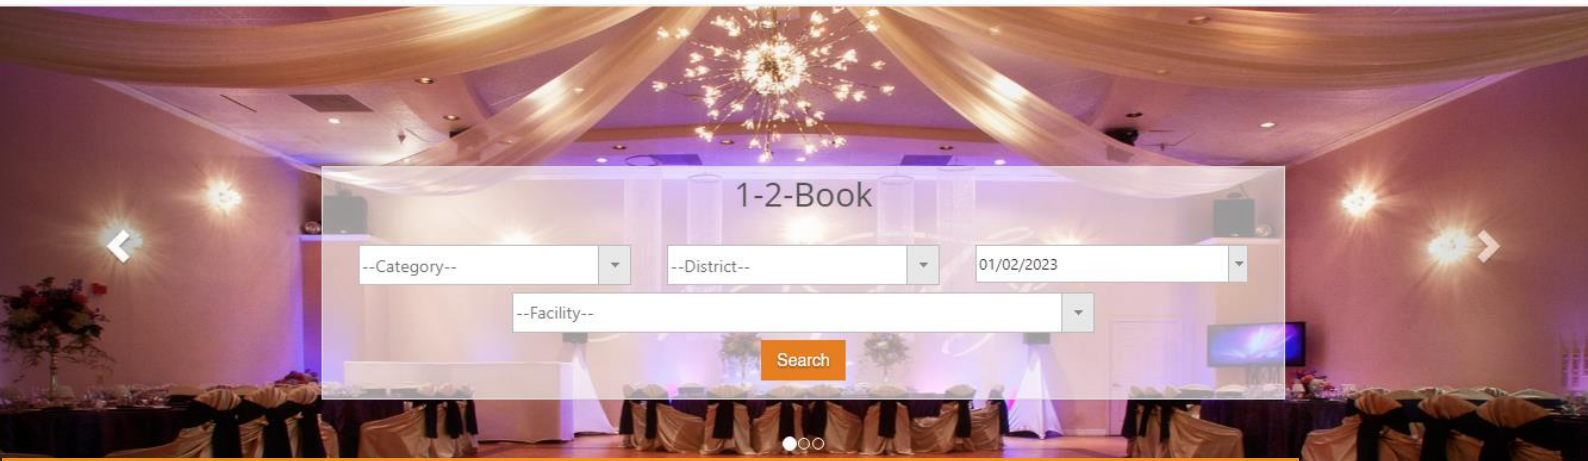 1-2-Book
--Category--
--District--
01/02/2023
--Facility--
Search